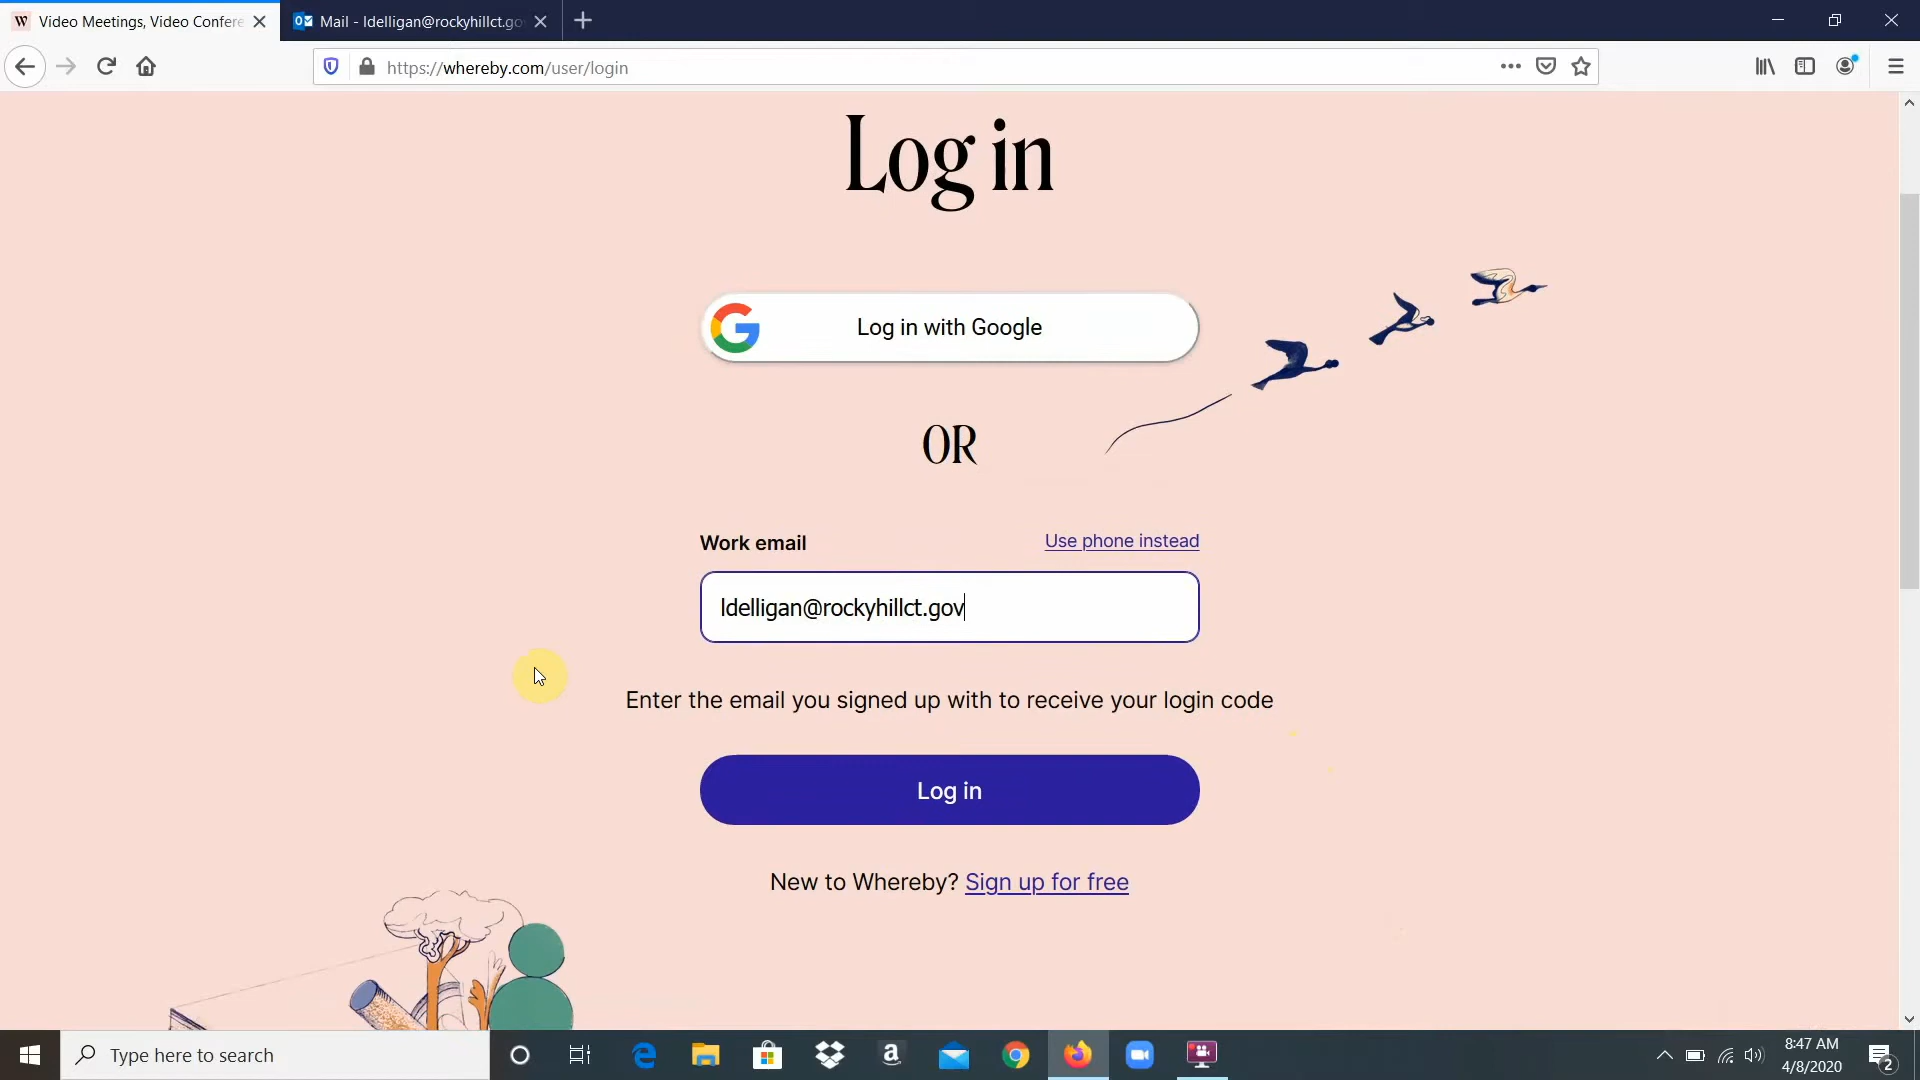 W Video Meetings, Video Confere
Mail - ldelligan@rockyhillct.go
https://whereby.com/user/login
Log in
Log in with Google
OR
Work email
Use phone instead
ldelligan@rockyhillct.gov
Enter the email you signed up with to receive your login code
Log in
New to Whereby? Sign up for free
Type here to search
8:47 AM
4/8/2020
2